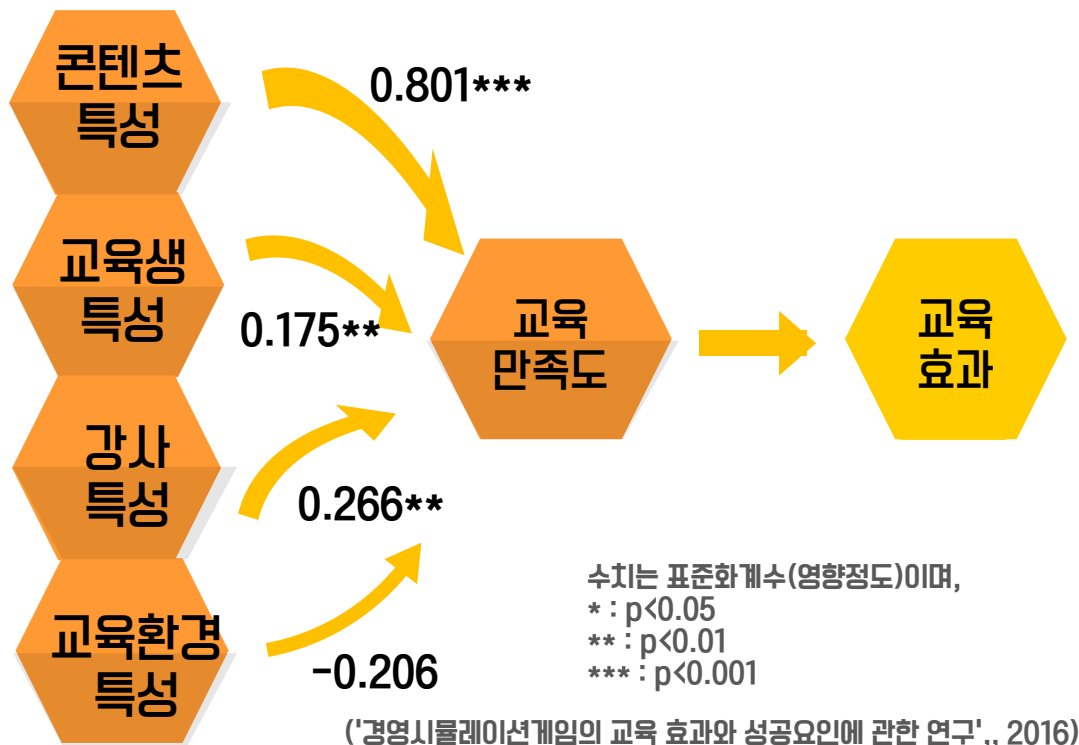 콘텐츠
특성
0.801***
교육생
특성
0.175**
강사
특성
0.266**
교육환경
특성
-0.206
교육
만족도
교육
효과
수치는 표준화계수(영향정도)이며,
* : p<0.05
** : p<0.01
*** : p<0.001
('경영시뮬레이션게임의 교육 효과와 성공요인에 관한 연구',, 2016)